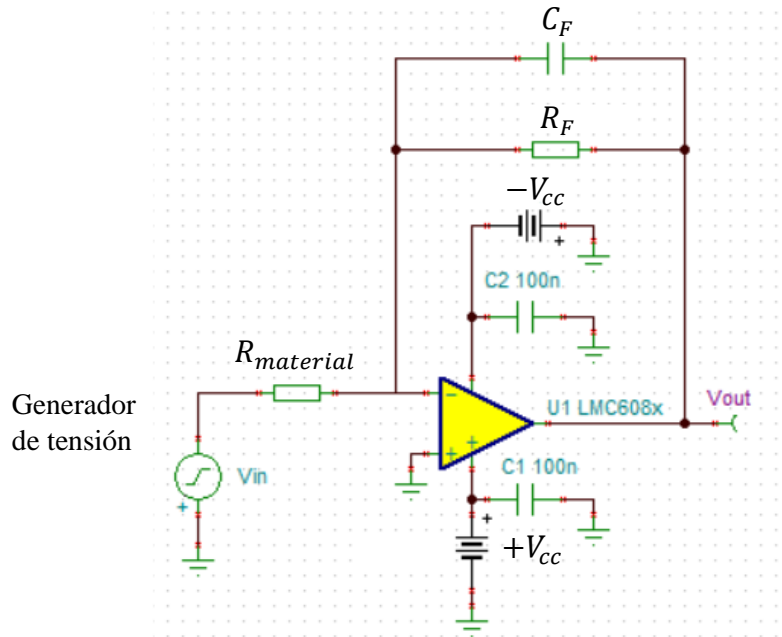 C_F
R_F
−V_cc
+
C2 100n
R_material
−
U1 LMC608x
Vout
Generador
de tensión
+
+
C1 100n
Vin
+
+
+V_cc